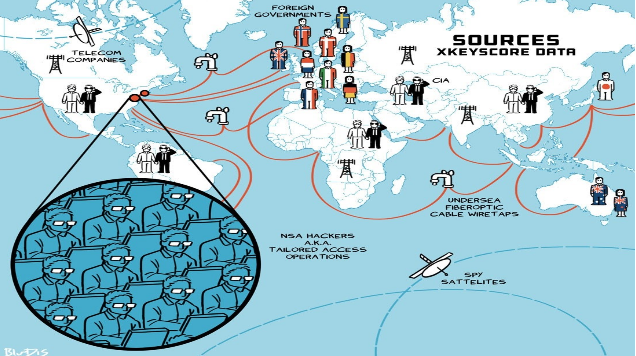 FOREIGN
GOVERNMENTS
SOURCES
XKEYSCORE DATA
TELECOM
COMPANIES
CIA
UNDERSEA
FIBEROPTIC
CABLE WIRETAPS
NSA HACKERS
A.K.A.
TAILORED ACCESS
OPERATIONS
SPY
SATTELITES